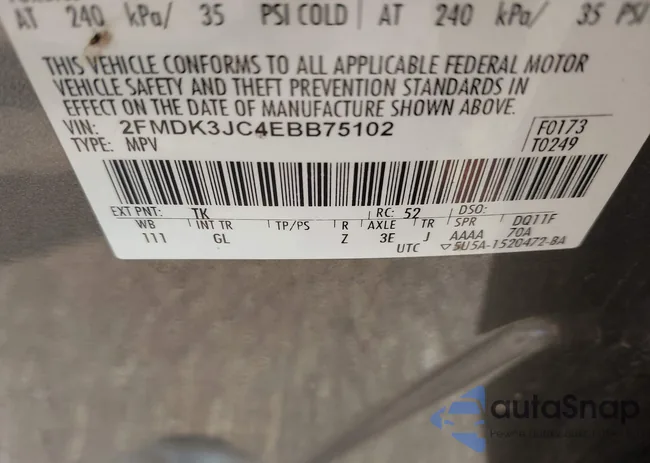 AT 240 kPa/ 35 PSI COLD AT 240 kPa/ 35 PSI
THIS VEHICLE CONFORMS TO ALL APPLICABLE FEDERAL MOTOR
VEHICLE SAFETY AND THEFT PREVENTION STANDARDS IN
EFFECT ON THE DATE OF MANUFACTURE SHOWN ABOVE.
VIN: 2FMDK3JC4EBB75102 F0173
TYPE: MPV T0249
EXT PNT: TK RC: 52 DSO:
WB INT TR TP/PS R AXLE TR SPR DQ11F
111 GL Z 3E J AAAA 70A
UTC ▽5U5A-1520472-BA
autoSnap